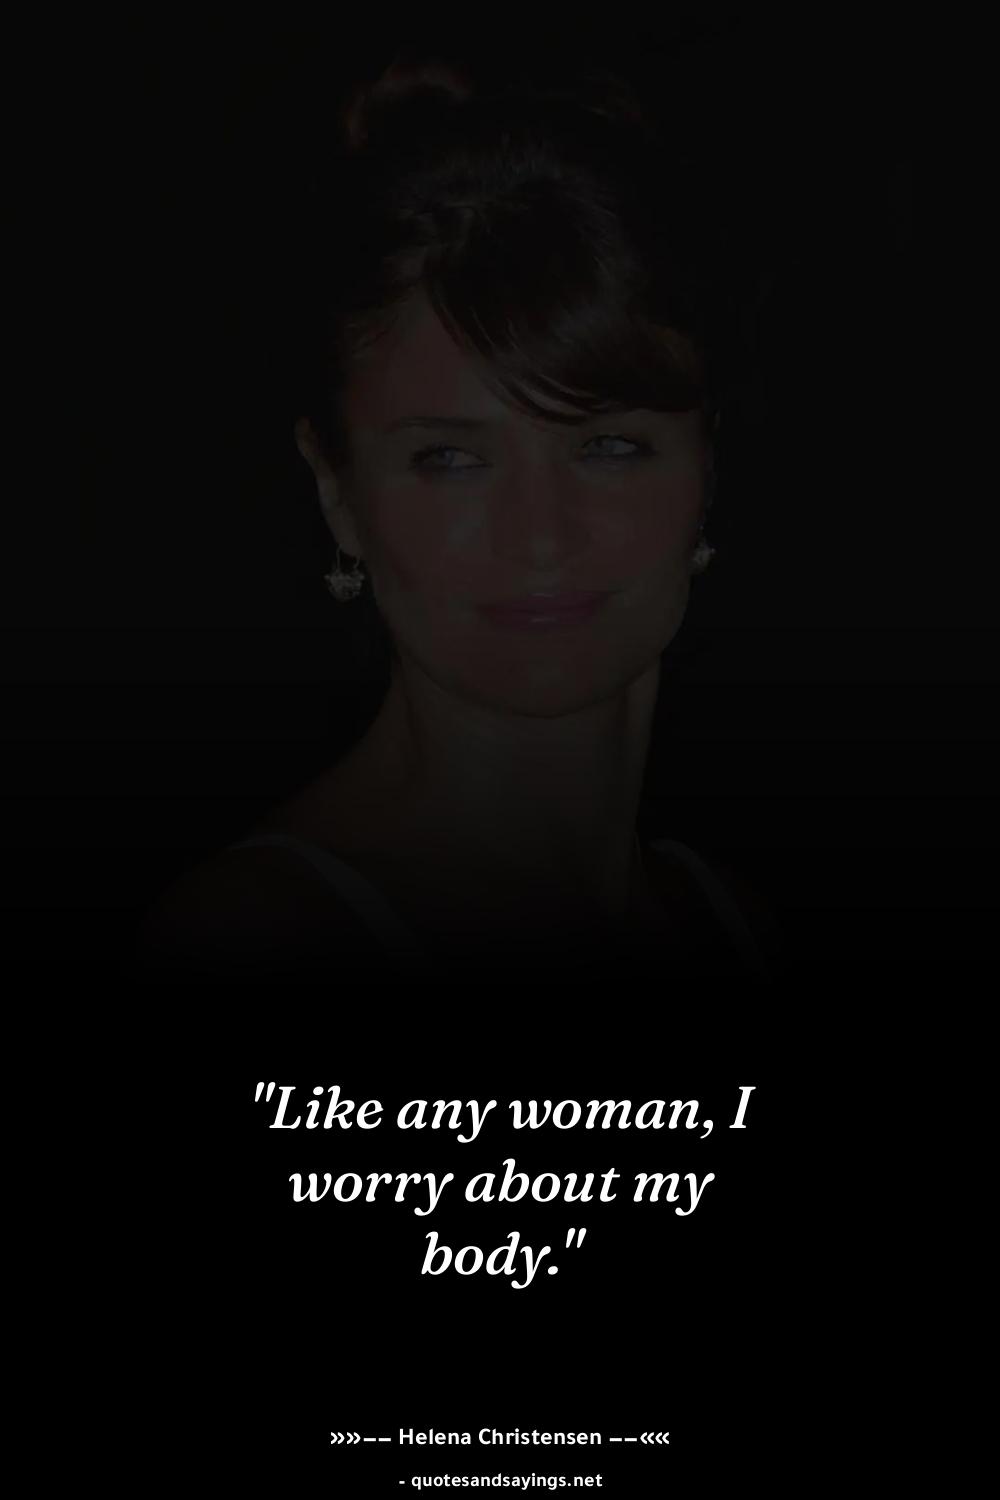 "Like any woman, I
worry about my
body."
»»–– Helena Christensen ––««
- quotesandsayings.net